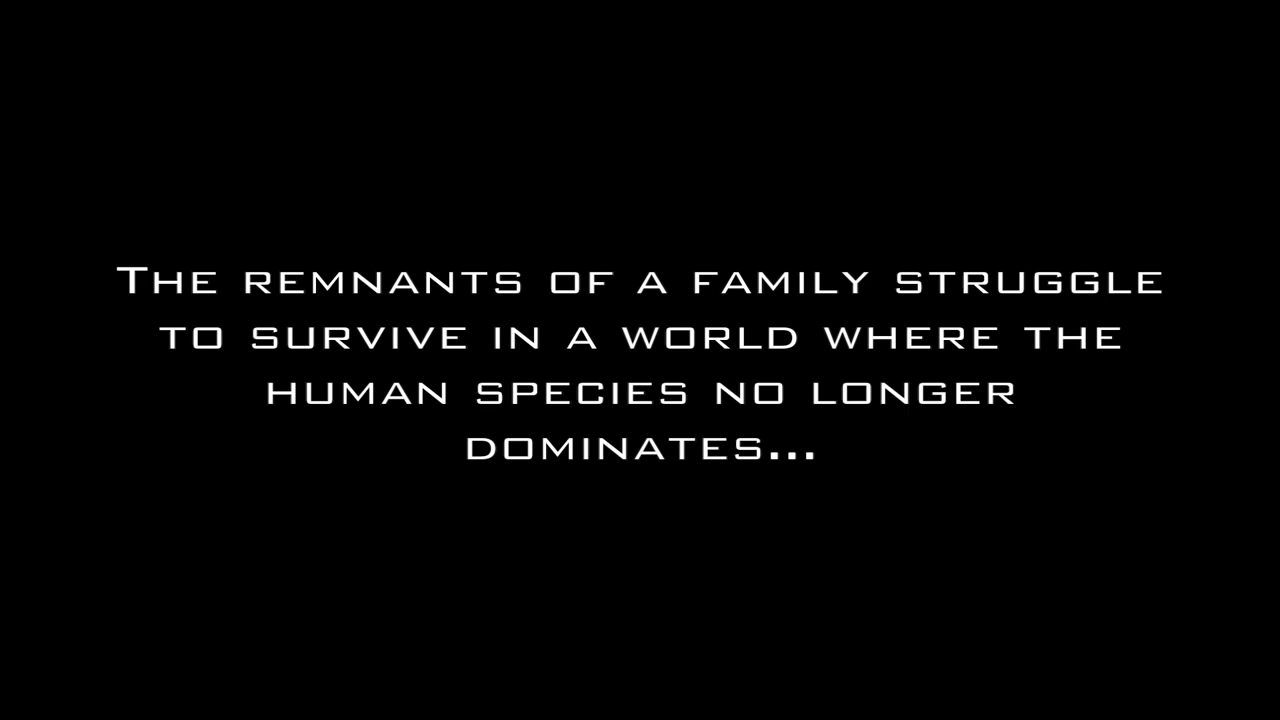 The remnants of a family struggle
to survive in a world where the
human species no longer
dominates...